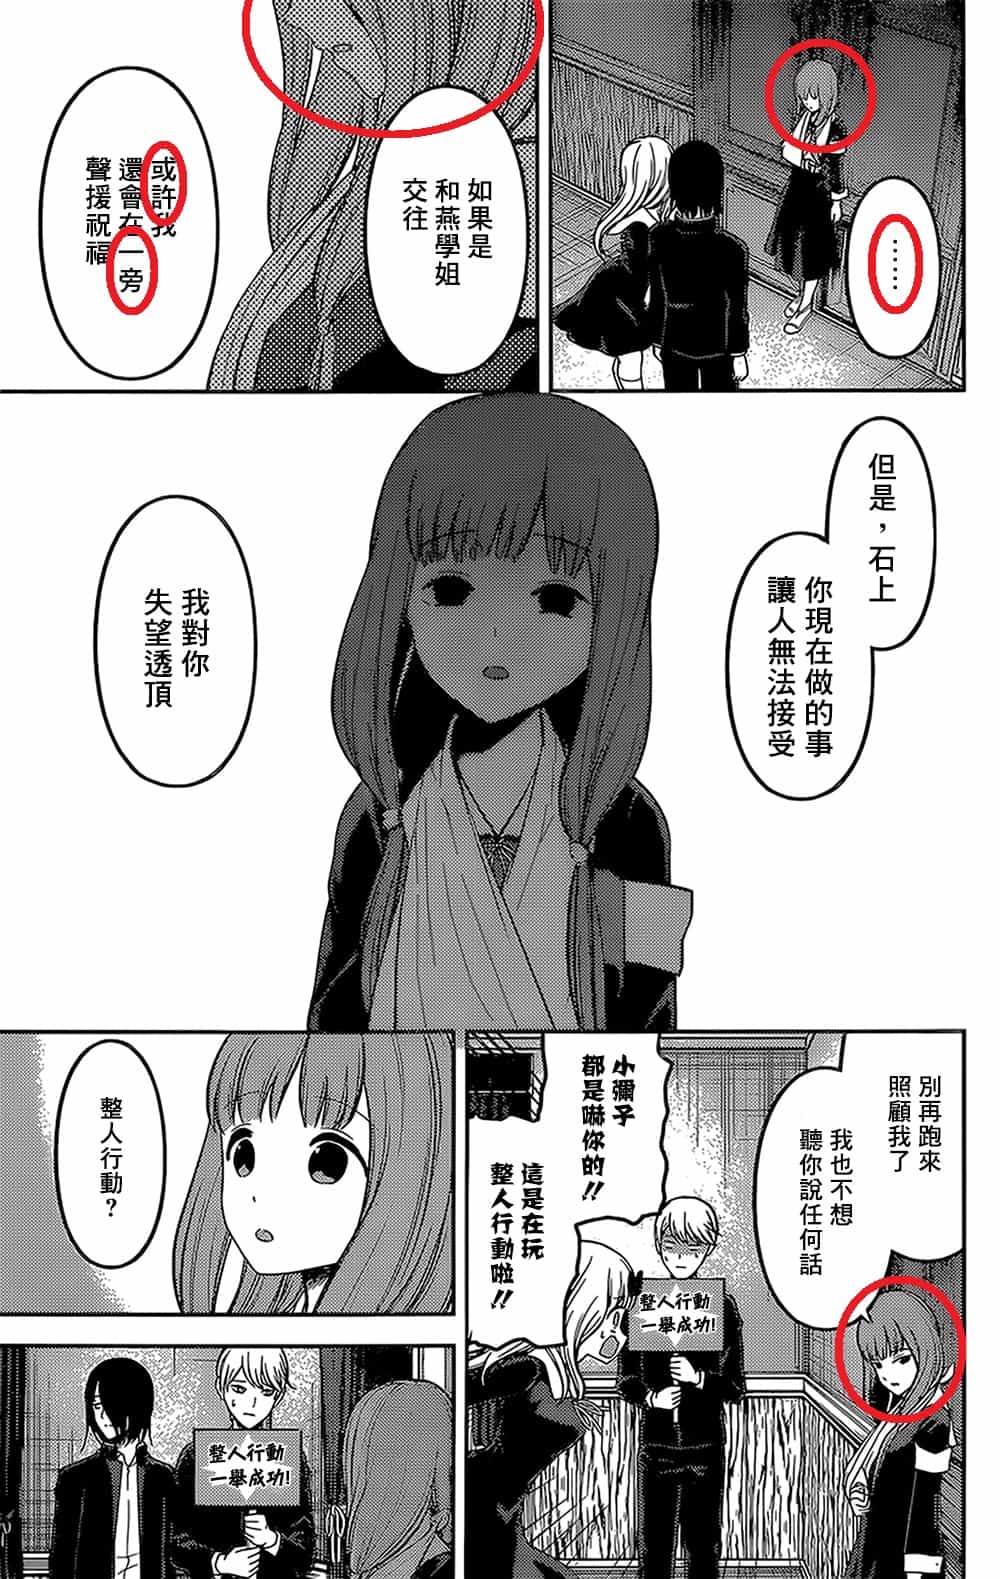 ……
如果是
和燕學姐
交往
或許我
還會在一旁
聲援祝福
但是，石上
你現在做的事
讓人無法接受
我對你
失望透頂
別再跑來
照顧我了
我也不想
聽你說任何話
小彌子
都是嚇你的!!
這是在玩
整人行動啦!!
整人行動
一舉成功!
整人行動?
整人行動
一舉成功!